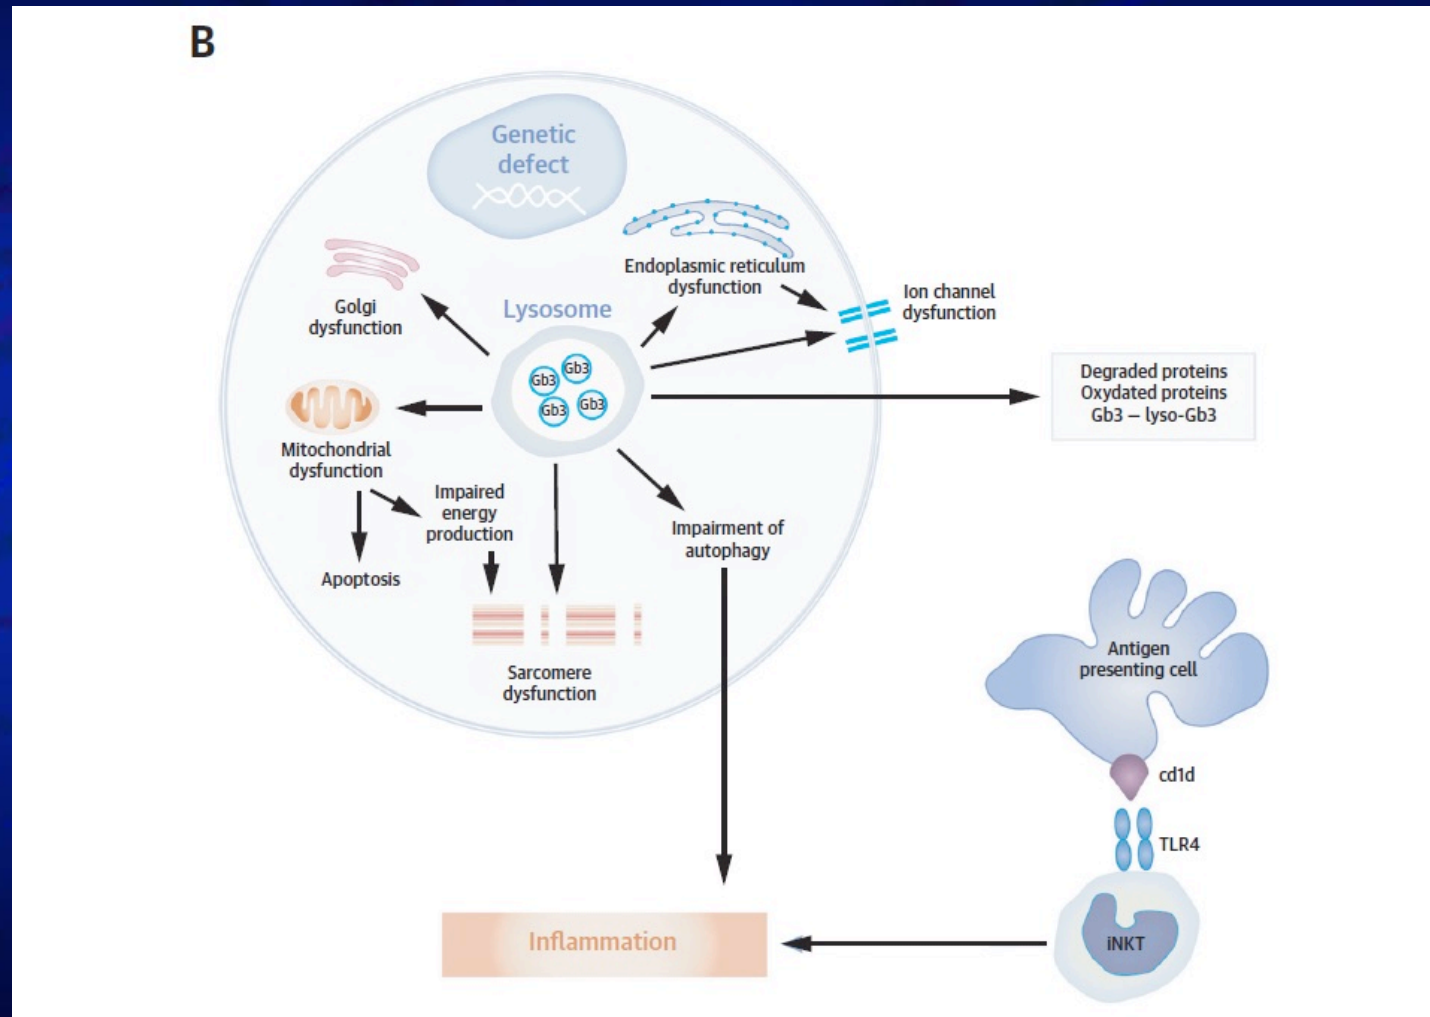 B
Genetic
defect
Endoplasmic reticulum
dysfunction
Ion channel
dysfunction
Golgi
dysfunction
Lysosome
Gb3
Gb3
Gb3
Gb3
Degraded proteins
Oxydated proteins
Gb3 – lyso-Gb3
Mitochondrial
dysfunction
Impaired
energy
production
Impairment of
autophagy
Apoptosis
Sarcomere
dysfunction
Antigen
presenting cell
cd1d
TLR4
iNKT
Inflammation